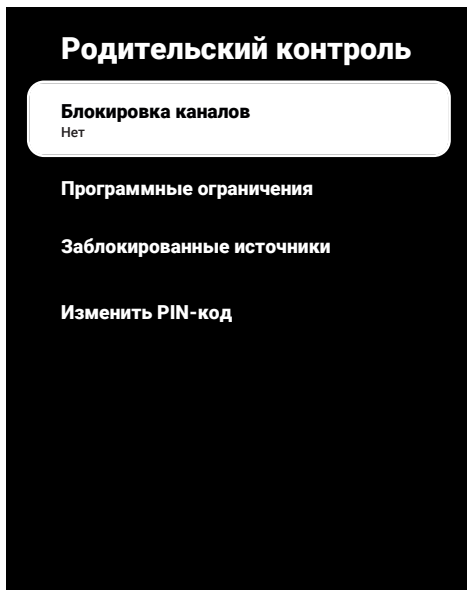 Родительский контроль
Блокировка каналов
Нет
Программные ограничения
Заблокированные источники
Изменить PIN-код